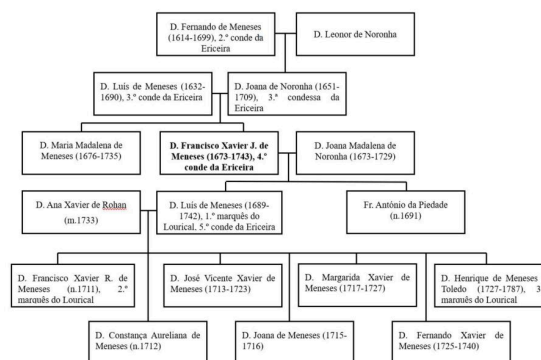 D. Fernando de Meneses
(1614-1699), 2.º conde da
Ericeira
D. Leonor de Noronha
D. Luís de Meneses (1632-
1690), 3.º conde da Ericeira
D. Joana de Noronha (1651-
1709), 3.ª condessa da
Ericeira
D. Maria Madalena de
Meneses (1676-1735)
D. Francisco Xavier J. de
Meneses (1673-1743), 4.º
conde da Ericeira
D. Joana Madalena de
Noronha (1673-1729)
D. Ana Xavier de Rohan
(m.1733)
D. Luís de Meneses (1689-
1742), 1.º marquês do
Louriçal, 5.º conde da Ericeira
Fr. António da Piedade
(n.1691)
D. Francisco Xavier R. de
Meneses (n.1711), 2.º
marquês do Louriçal
D. José Vicente Xavier de
Meneses (1713-1723)
D. Margarida Xavier de
Meneses (1717-1727)
D. Henrique de Meneses
Toledo (1727-1787), 3
marquês do Louriçal
D. Constança Aureliana de
Meneses (n.1712)
D. Joana de Meneses (1715-
1716)
D. Fernando Xavier de
Meneses (1725-1740)